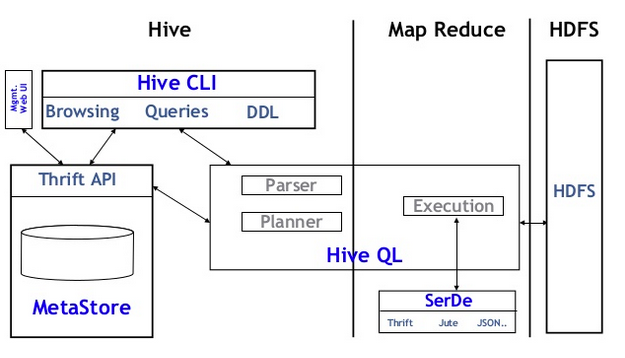 Hive
Map Reduce
HDFS
Mgmt.
Web UI
Hive CLI
Browsing Queries DDL
Thrift API
MetaStore
Parser
Planner
Execution
Hive QL
SerDe
Thrift Jute JSON..
HDFS